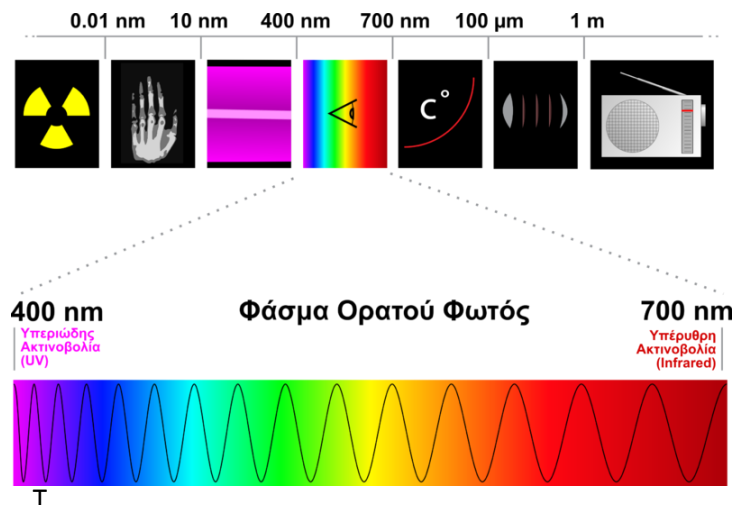 0.01 nm 10 nm 400 nm 700 nm 100 μm 1 m
C°
400 nm Φάσμα Ορατού Φωτός 700 nm
Υπεριώδης
Ακτινοβολία
(UV)
Υπέρυθρη
Ακτινοβολία
(Infrared)
T